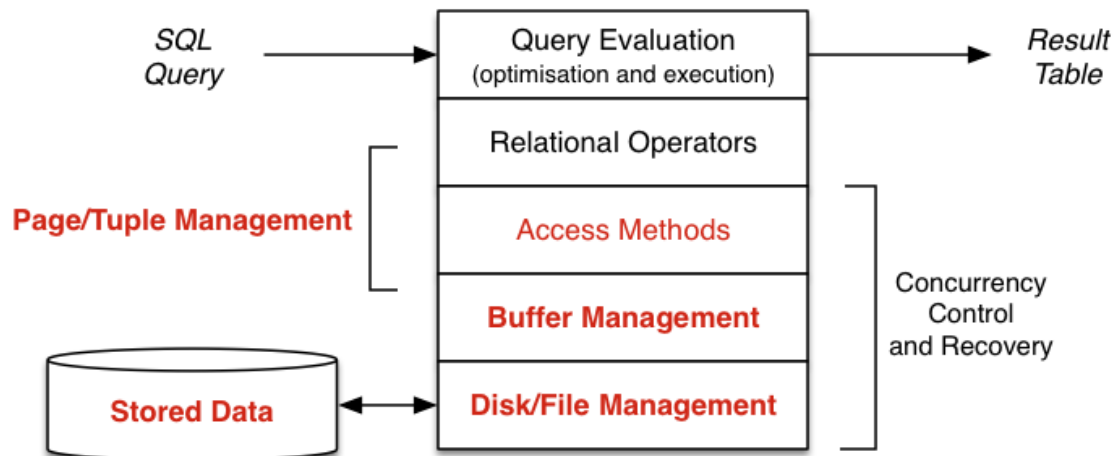 SQL
Query
Query Evaluation
(optimisation and execution)
Result
Table
Relational Operators
Page/Tuple Management
Access Methods
Buffer Management
Concurrency
Control
and Recovery
Stored Data
Disk/File Management